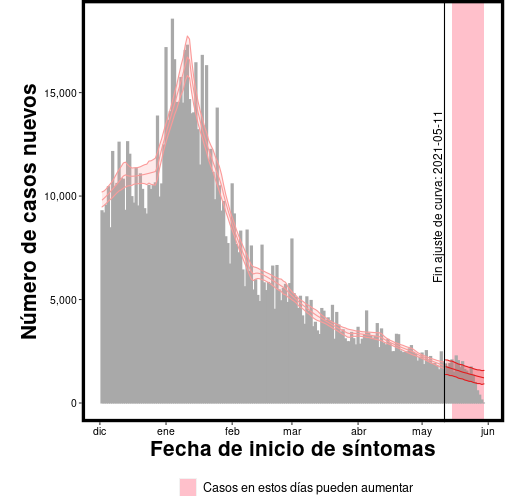 Número de casos nuevos
15,000
10,000
5,000
0
Fin ajuste de curva: 2021-05-11
dic ene feb mar abr may jun
Fecha de inicio de síntomas
Casos en estos días pueden aumentar